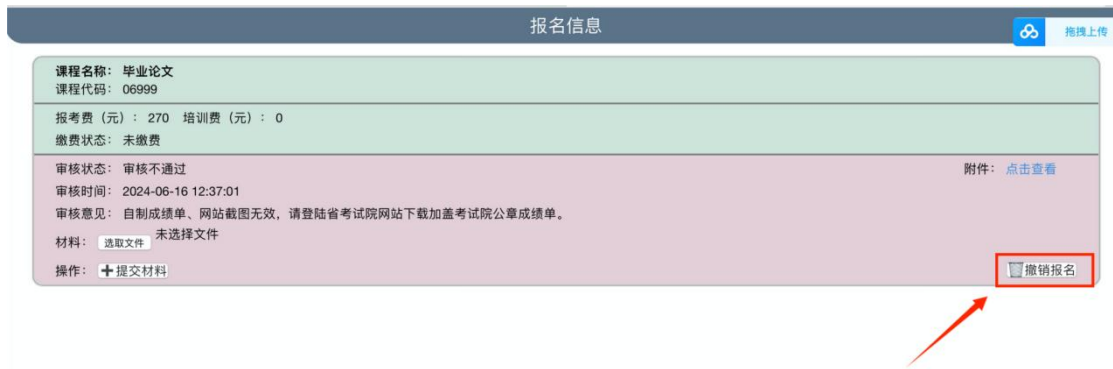 报名信息
拖拽上传
课程名称： 毕业论文
课程代码： 06999
报考费（元）： 270 培训费（元）： 0
缴费状态： 未缴费
审核状态： 审核不通过
附件： 点击查看
审核时间： 2024-06-16 12:37:01
审核意见： 自制成绩单、网站截图无效，请登陆省考试院网站下载加盖考试院公章成绩单。
材料： 选取文件 未选择文件
操作： +提交材料
撤销报名